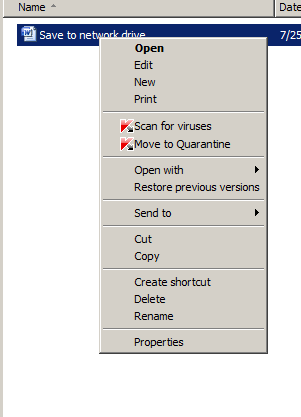 Name Date
Save to network drive 7/25
Open
Edit
New
Print
Scan for viruses
Move to Quarantine
Open with
Restore previous versions
Send to
Cut
Copy
Create shortcut
Delete
Rename
Properties